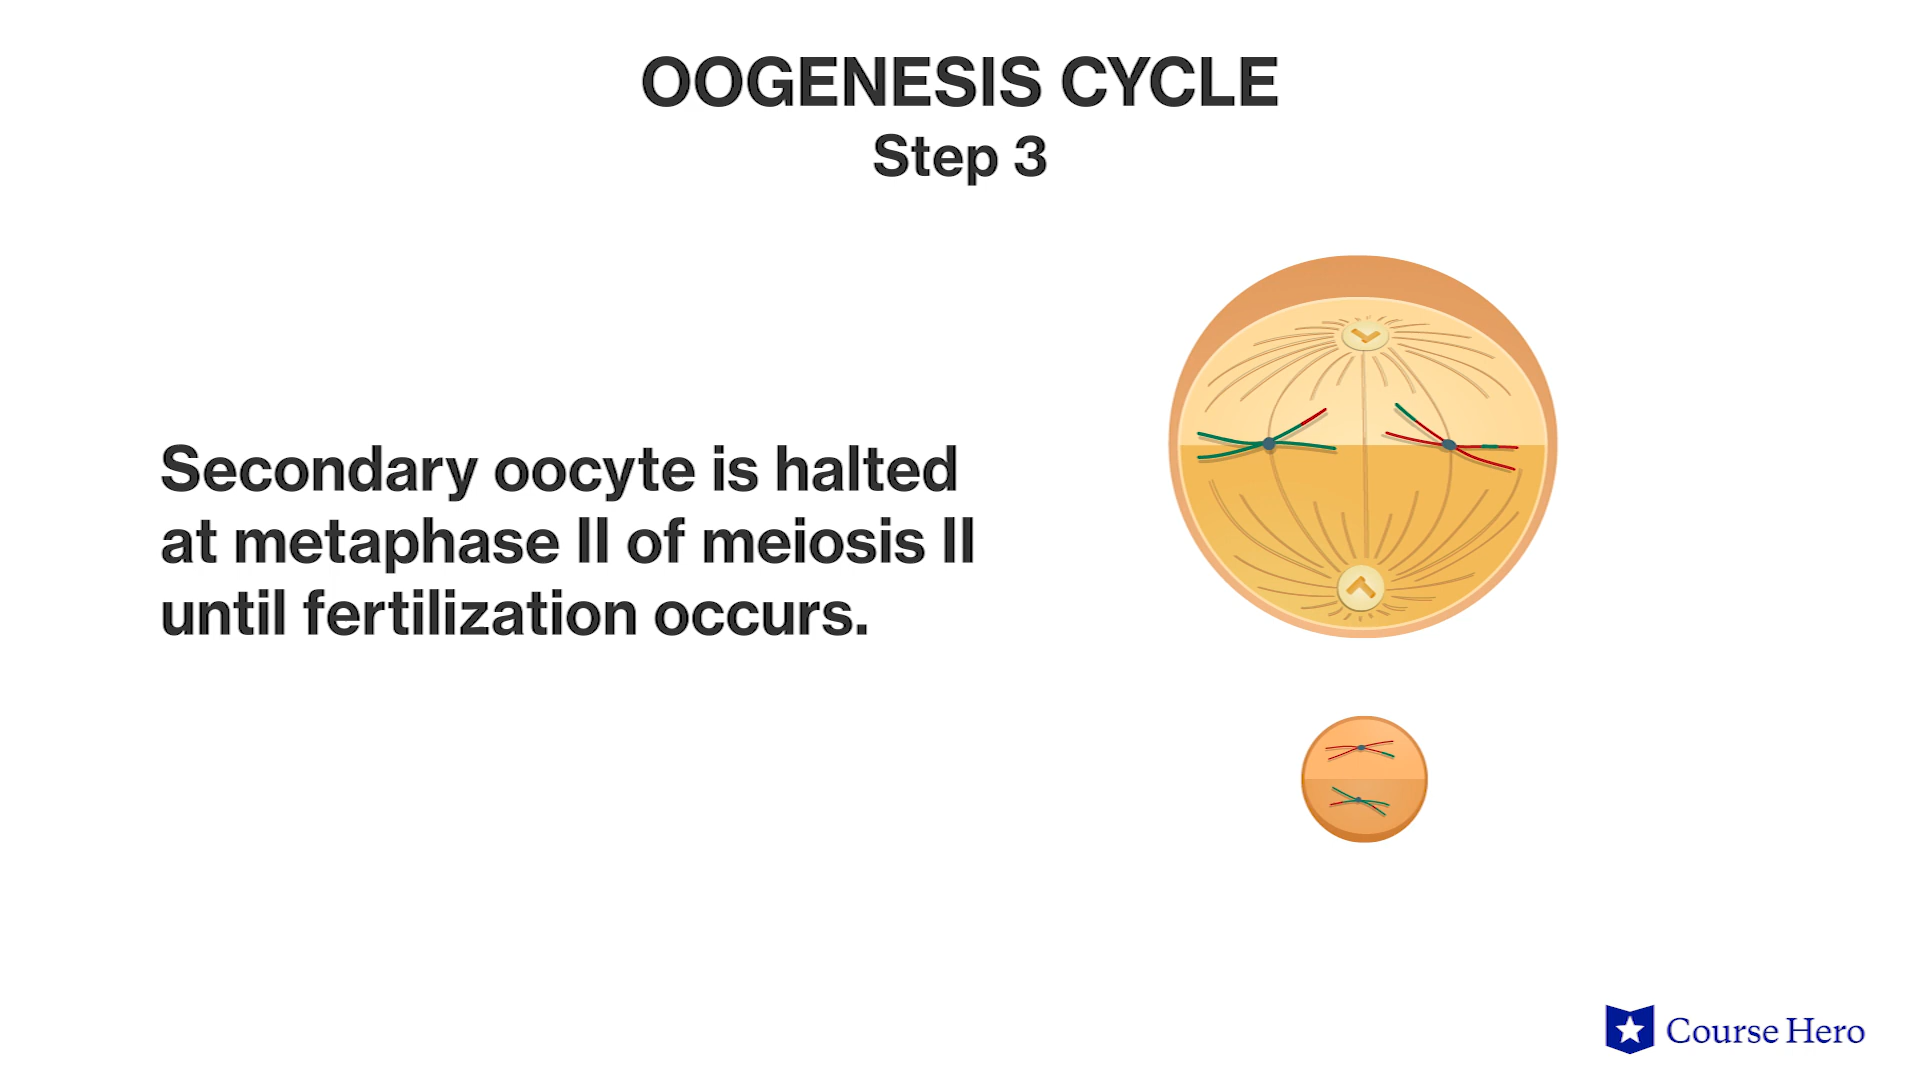 OOGENESIS CYCLE
Step 3
Secondary oocyte is halted
at metaphase II of meiosis II
until fertilization occurs.
Course Hero